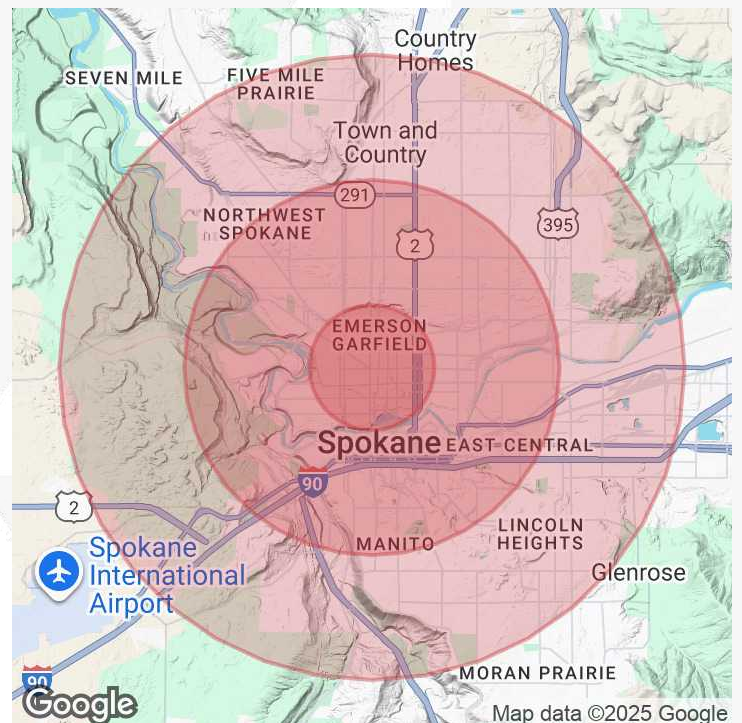 Country
Homes
SEVEN MILE
FIVE MILE
PRAIRIE
Town and
Country
291
NORTHWEST
SPOKANE
395
2
EMERSON
GARFIELD
Spokane
EAST CENTRAL
90
2
LINCOLN
HEIGHTS
MANITO
Spokane
International
Airport
Glenrose
MORAN PRAIRIE
90
Google
Map data ©2025 Google